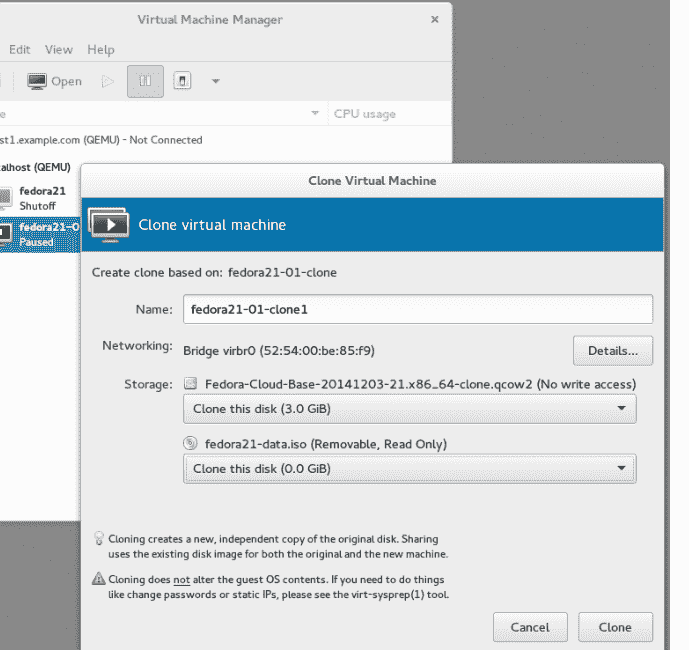 Virtual Machine Manager
Edit View Help
Open
CPU usage
st1.example.com (QEMU) - Not Connected
alhost (QEMU)
fedora21
Shutoff
fedora21-0
Paused
Clone Virtual Machine
Clone virtual machine
Create clone based on: fedora21-01-clone
Name: fedora21-01-clone1
Networking: Bridge virbr0 (52:54:00:be:85:f9) Details...
Storage: Fedora-Cloud-Base-20141203-21.x86_64-clone.qcow2 (No write access)
Clone this disk (3.0 GiB)
fedora21-data.iso (Removable, Read Only)
Clone this disk (0.0 GiB)
Cloning creates a new, independent copy of the original disk. Sharing
uses the existing disk image for both the original and the new machine.
Cloning does not alter the guest OS contents. If you need to do things
like change passwords or static IPs, please see the virt-sysprep(1) tool.
Cancel Clone